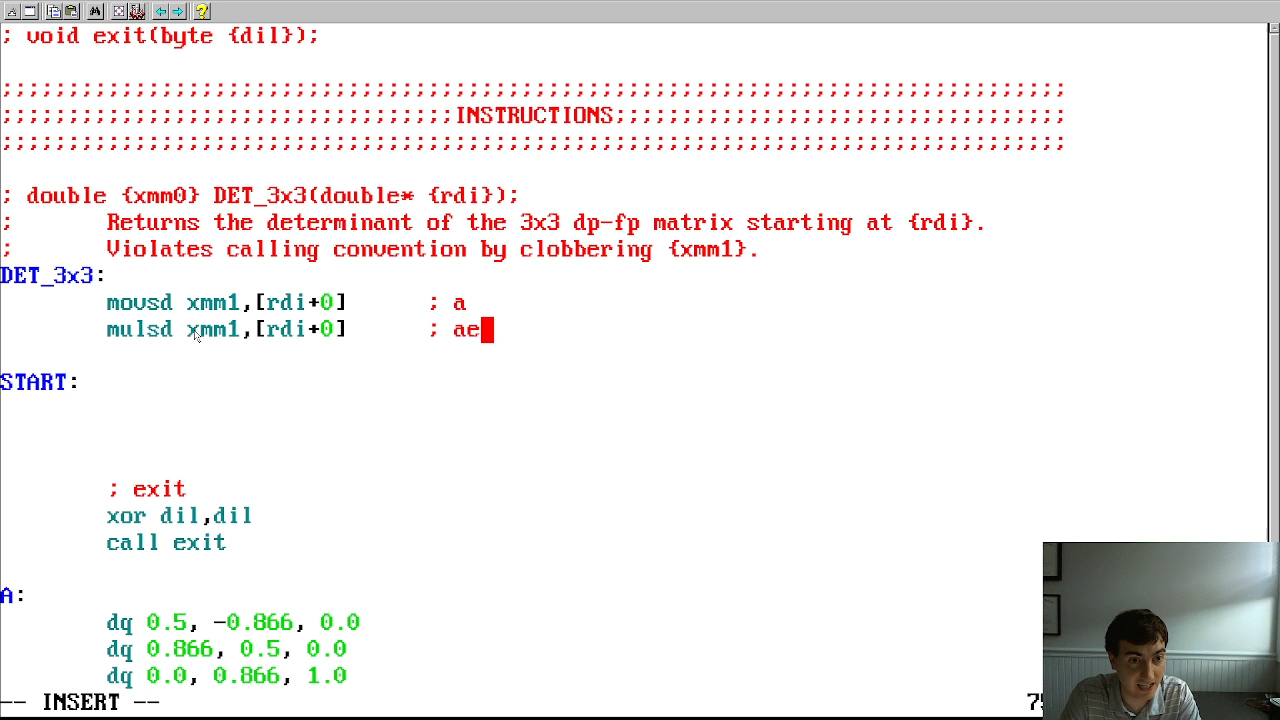 ; void exit(byte {dil});
;;;;;;;;;;;;;;;;;;;;;;;;;;;;;;;;;;;;;;;;;;;;;;;;;;;;;;;;;;;;;;;;;;;;;;;;;;;;;;;;
;;;;;;;;;;;;;;;;;;;;;;;;;;;;;;;;;;INSTRUCTIONS;;;;;;;;;;;;;;;;;;;;;;;;;;;;;;;;;;
;;;;;;;;;;;;;;;;;;;;;;;;;;;;;;;;;;;;;;;;;;;;;;;;;;;;;;;;;;;;;;;;;;;;;;;;;;;;;;;;
; double {xmm0} DET_3x3(double* {rdi});
;       Returns the determinant of the 3x3 dp-fp matrix starting at {rdi}.
;       Violates calling convention by clobbering {xmm1}.
DET_3x3:
        movsd xmm1,[rdi+0]      ; a
        mulsd xmm1,[rdi+0]      ; ae
START:
        ; exit
        xor dil,dil
        call exit
A:
        dq 0.5, -0.866, 0.0
        dq 0.866, 0.5, 0.0
        dq 0.0, 0.866, 1.0
-- INSERT --